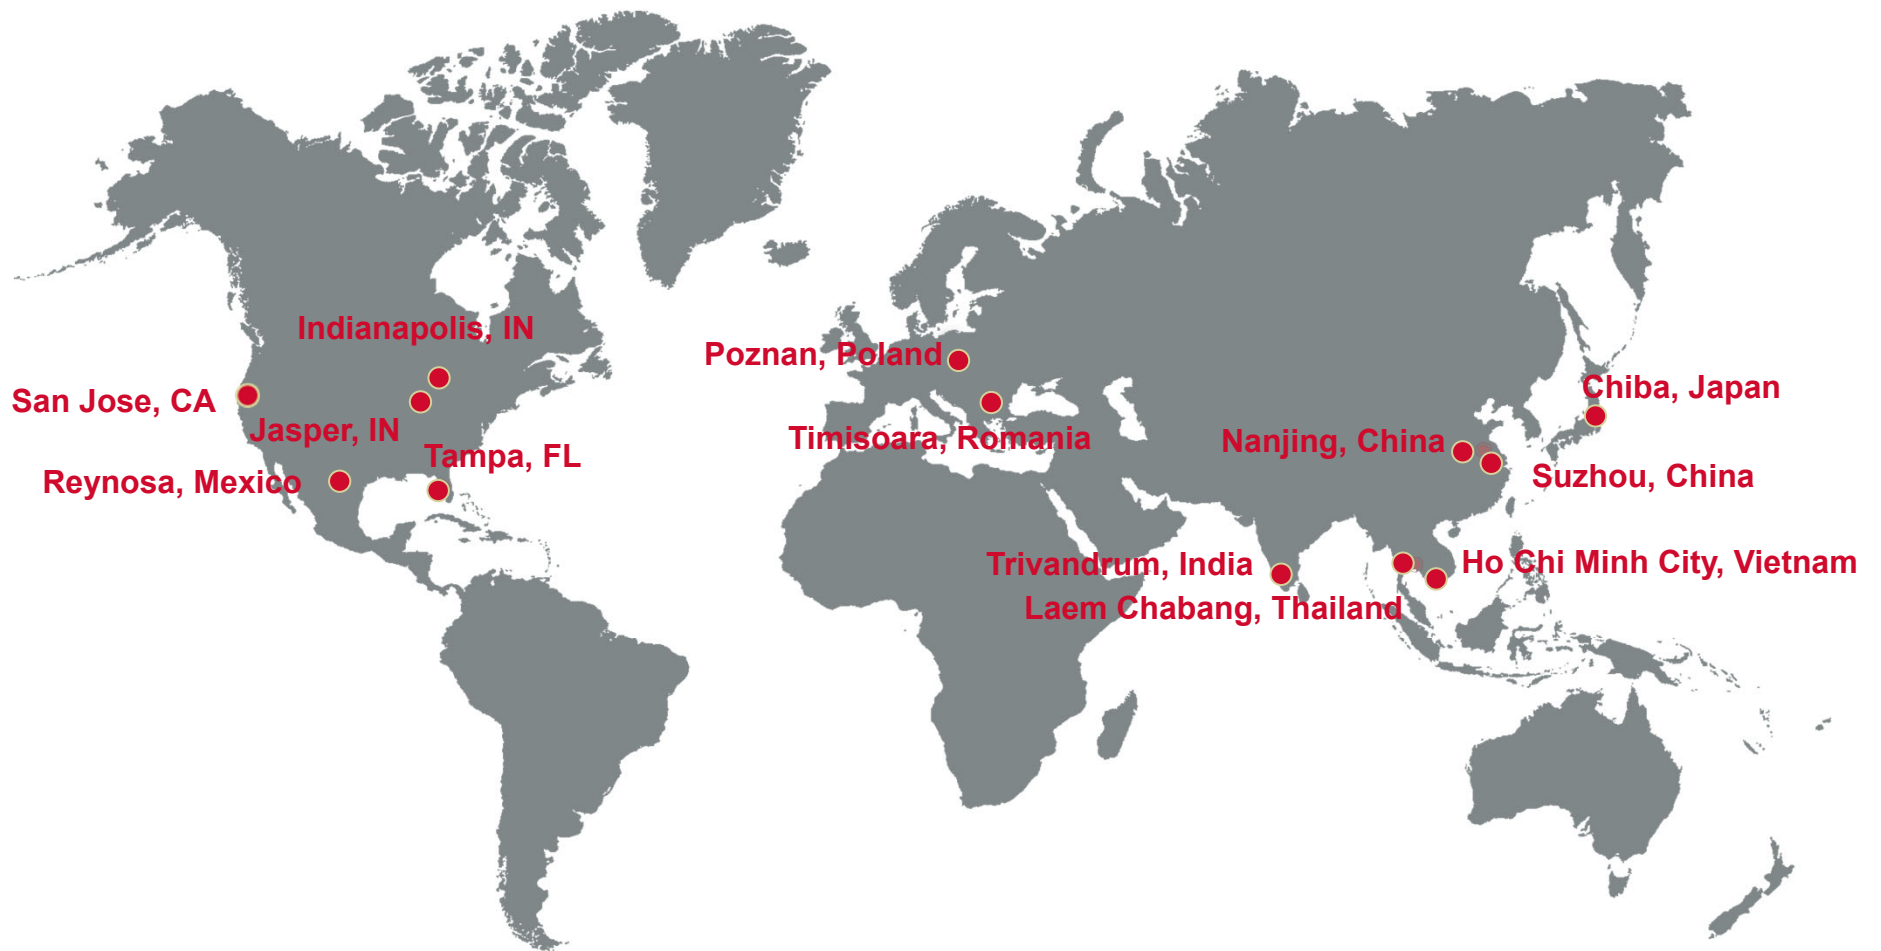 Indianapolis, IN
San Jose, CA
Jasper, IN
Tampa, FL
Reynosa, Mexico
Poznan, Poland
Timisoara, Romania
Chiba, Japan
Nanjing, China
Suzhou, China
Trivandrum, India
Ho Chi Minh City, Vietnam
Laem Chabang, Thailand